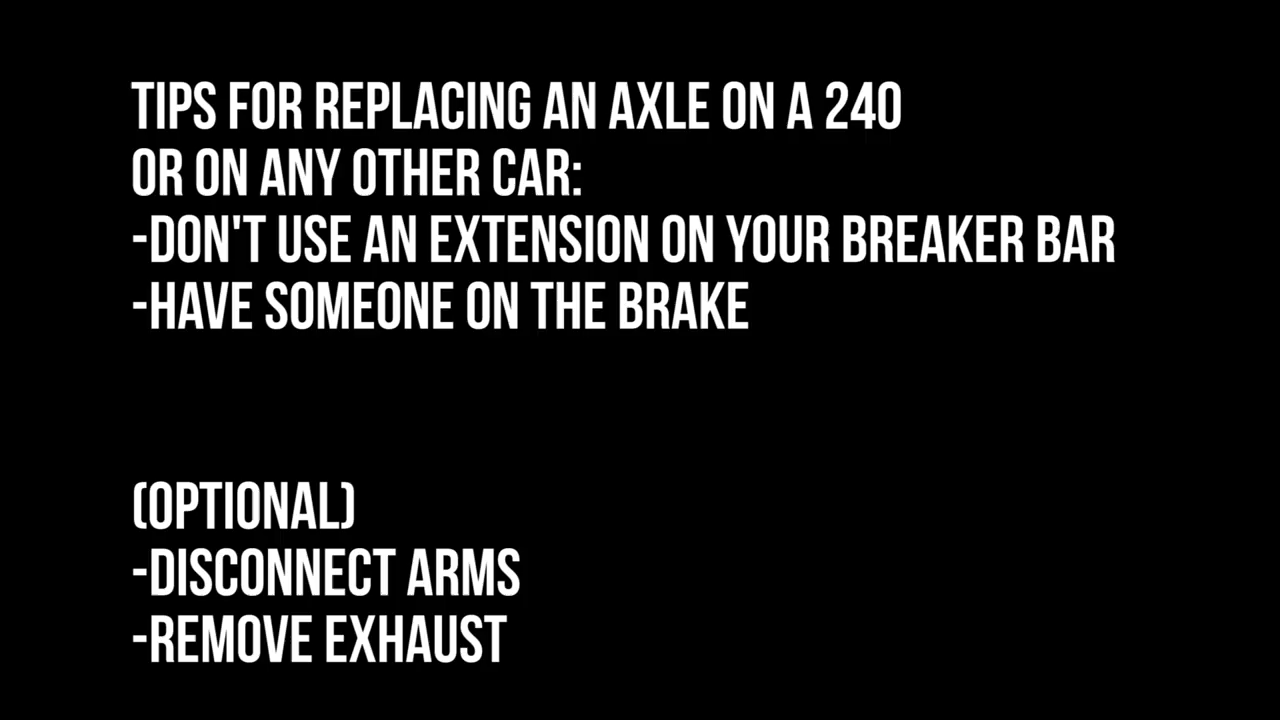 TIPS FOR REPLACING AN AXLE ON A 240
OR ON ANY OTHER CAR:
-DON'T USE AN EXTENSION ON YOUR BREAKER BAR
-HAVE SOMEONE ON THE BRAKE
(OPTIONAL)
-DISCONNECT ARMS
-REMOVE EXHAUST